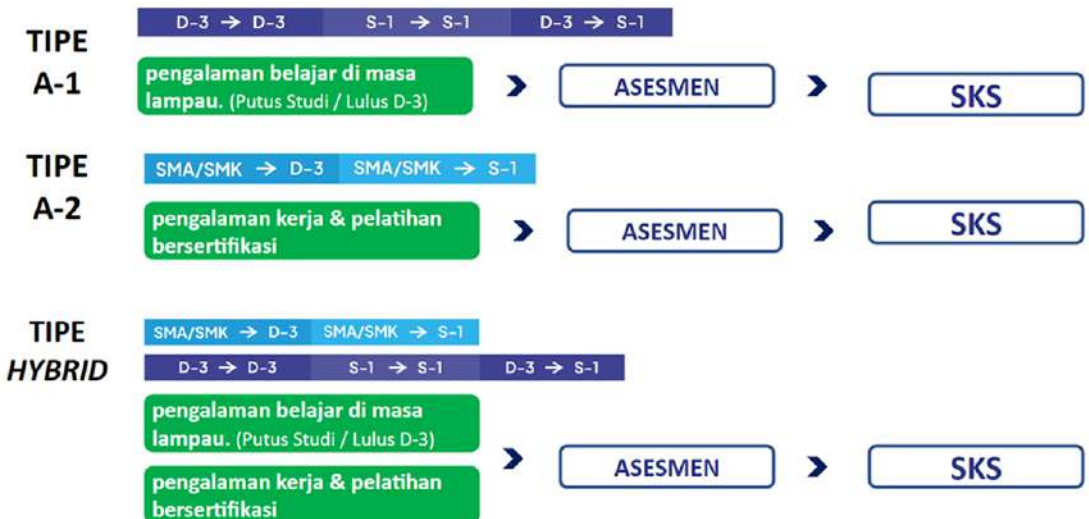 D-3 → D-3 S-1 → S-1 D-3 → S-1
TIPE
A-1
pengalaman belajar di masa
lampau. (Putus Studi / Lulus D-3)
ASESMEN
SKS
TIPE
A-2
SMA/SMK → D-3 SMA/SMK → S-1
pengalaman kerja & pelatihan
bersertifikasi
ASESMEN
SKS
TIPE
HYBRID
SMA/SMK → D-3 SMA/SMK → S-1
D-3 → D-3 S-1 → S-1 D-3 → S-1
pengalaman belajar di masa
lampau. (Putus Studi / Lulus D-3)
pengalaman kerja & pelatihan
bersertifikasi
ASESMEN
SKS